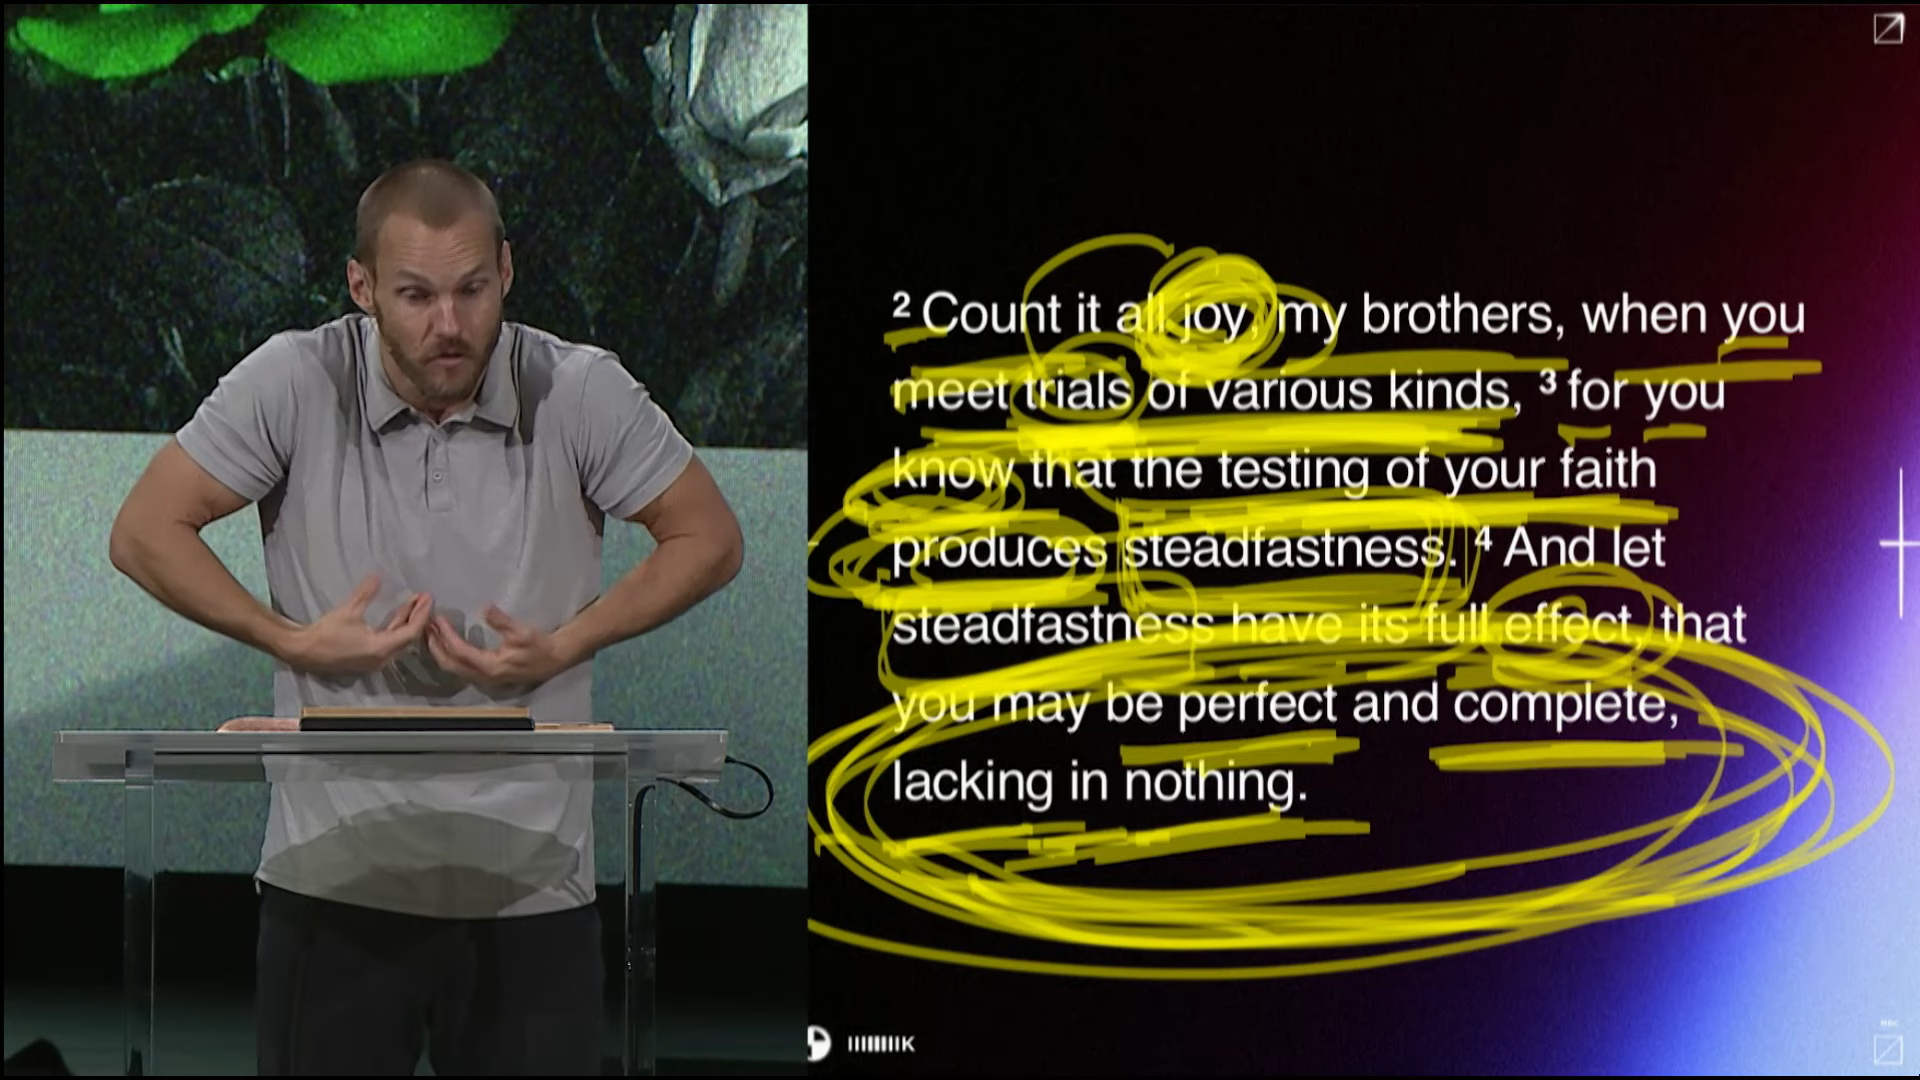 ² Count it all joy, my brothers, when you
meet trials of various kinds, ³ for you
know that the testing of your faith
produces steadfastness. ⁴ And let
steadfastness have its full effect, that
you may be perfect and complete,
lacking in nothing.